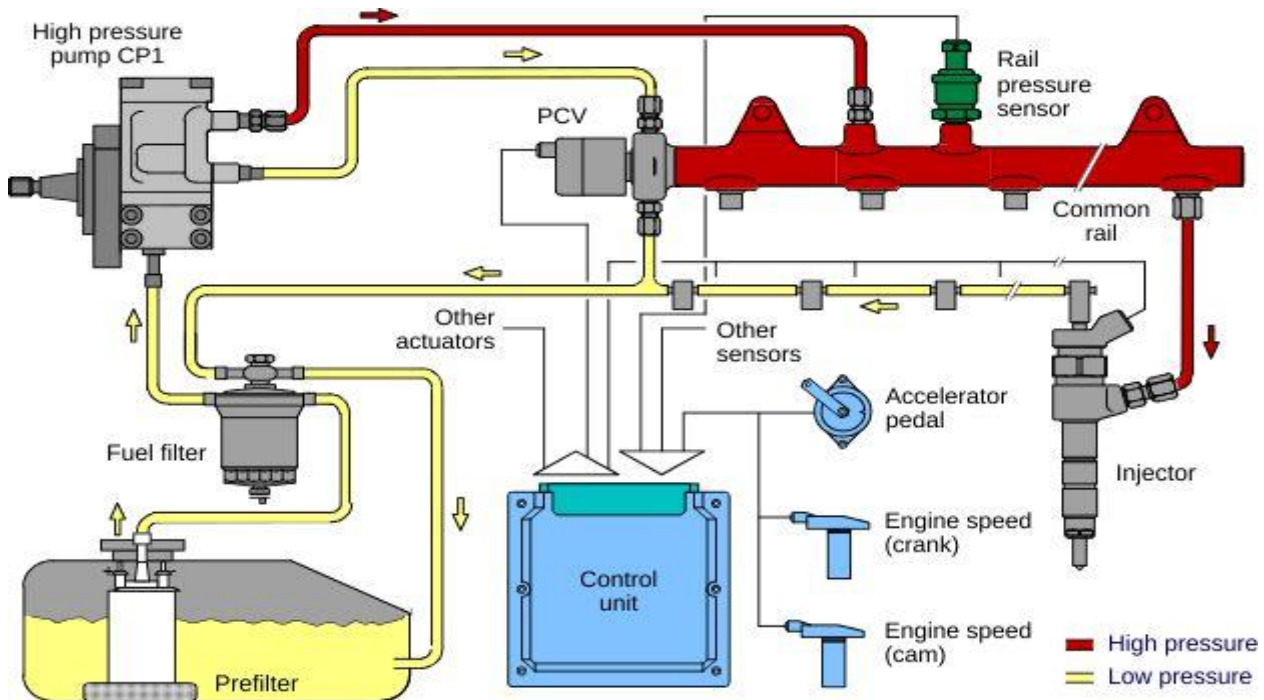 High pressure
pump CP1
PCV
Rail
pressure
sensor
Common
rail
Other
actuators
Other
sensors
Accelerator
pedal
Fuel filter
Injector
Engine speed
(crank)
Control
unit
Engine speed
(cam)
Prefilter
High pressure
Low pressure